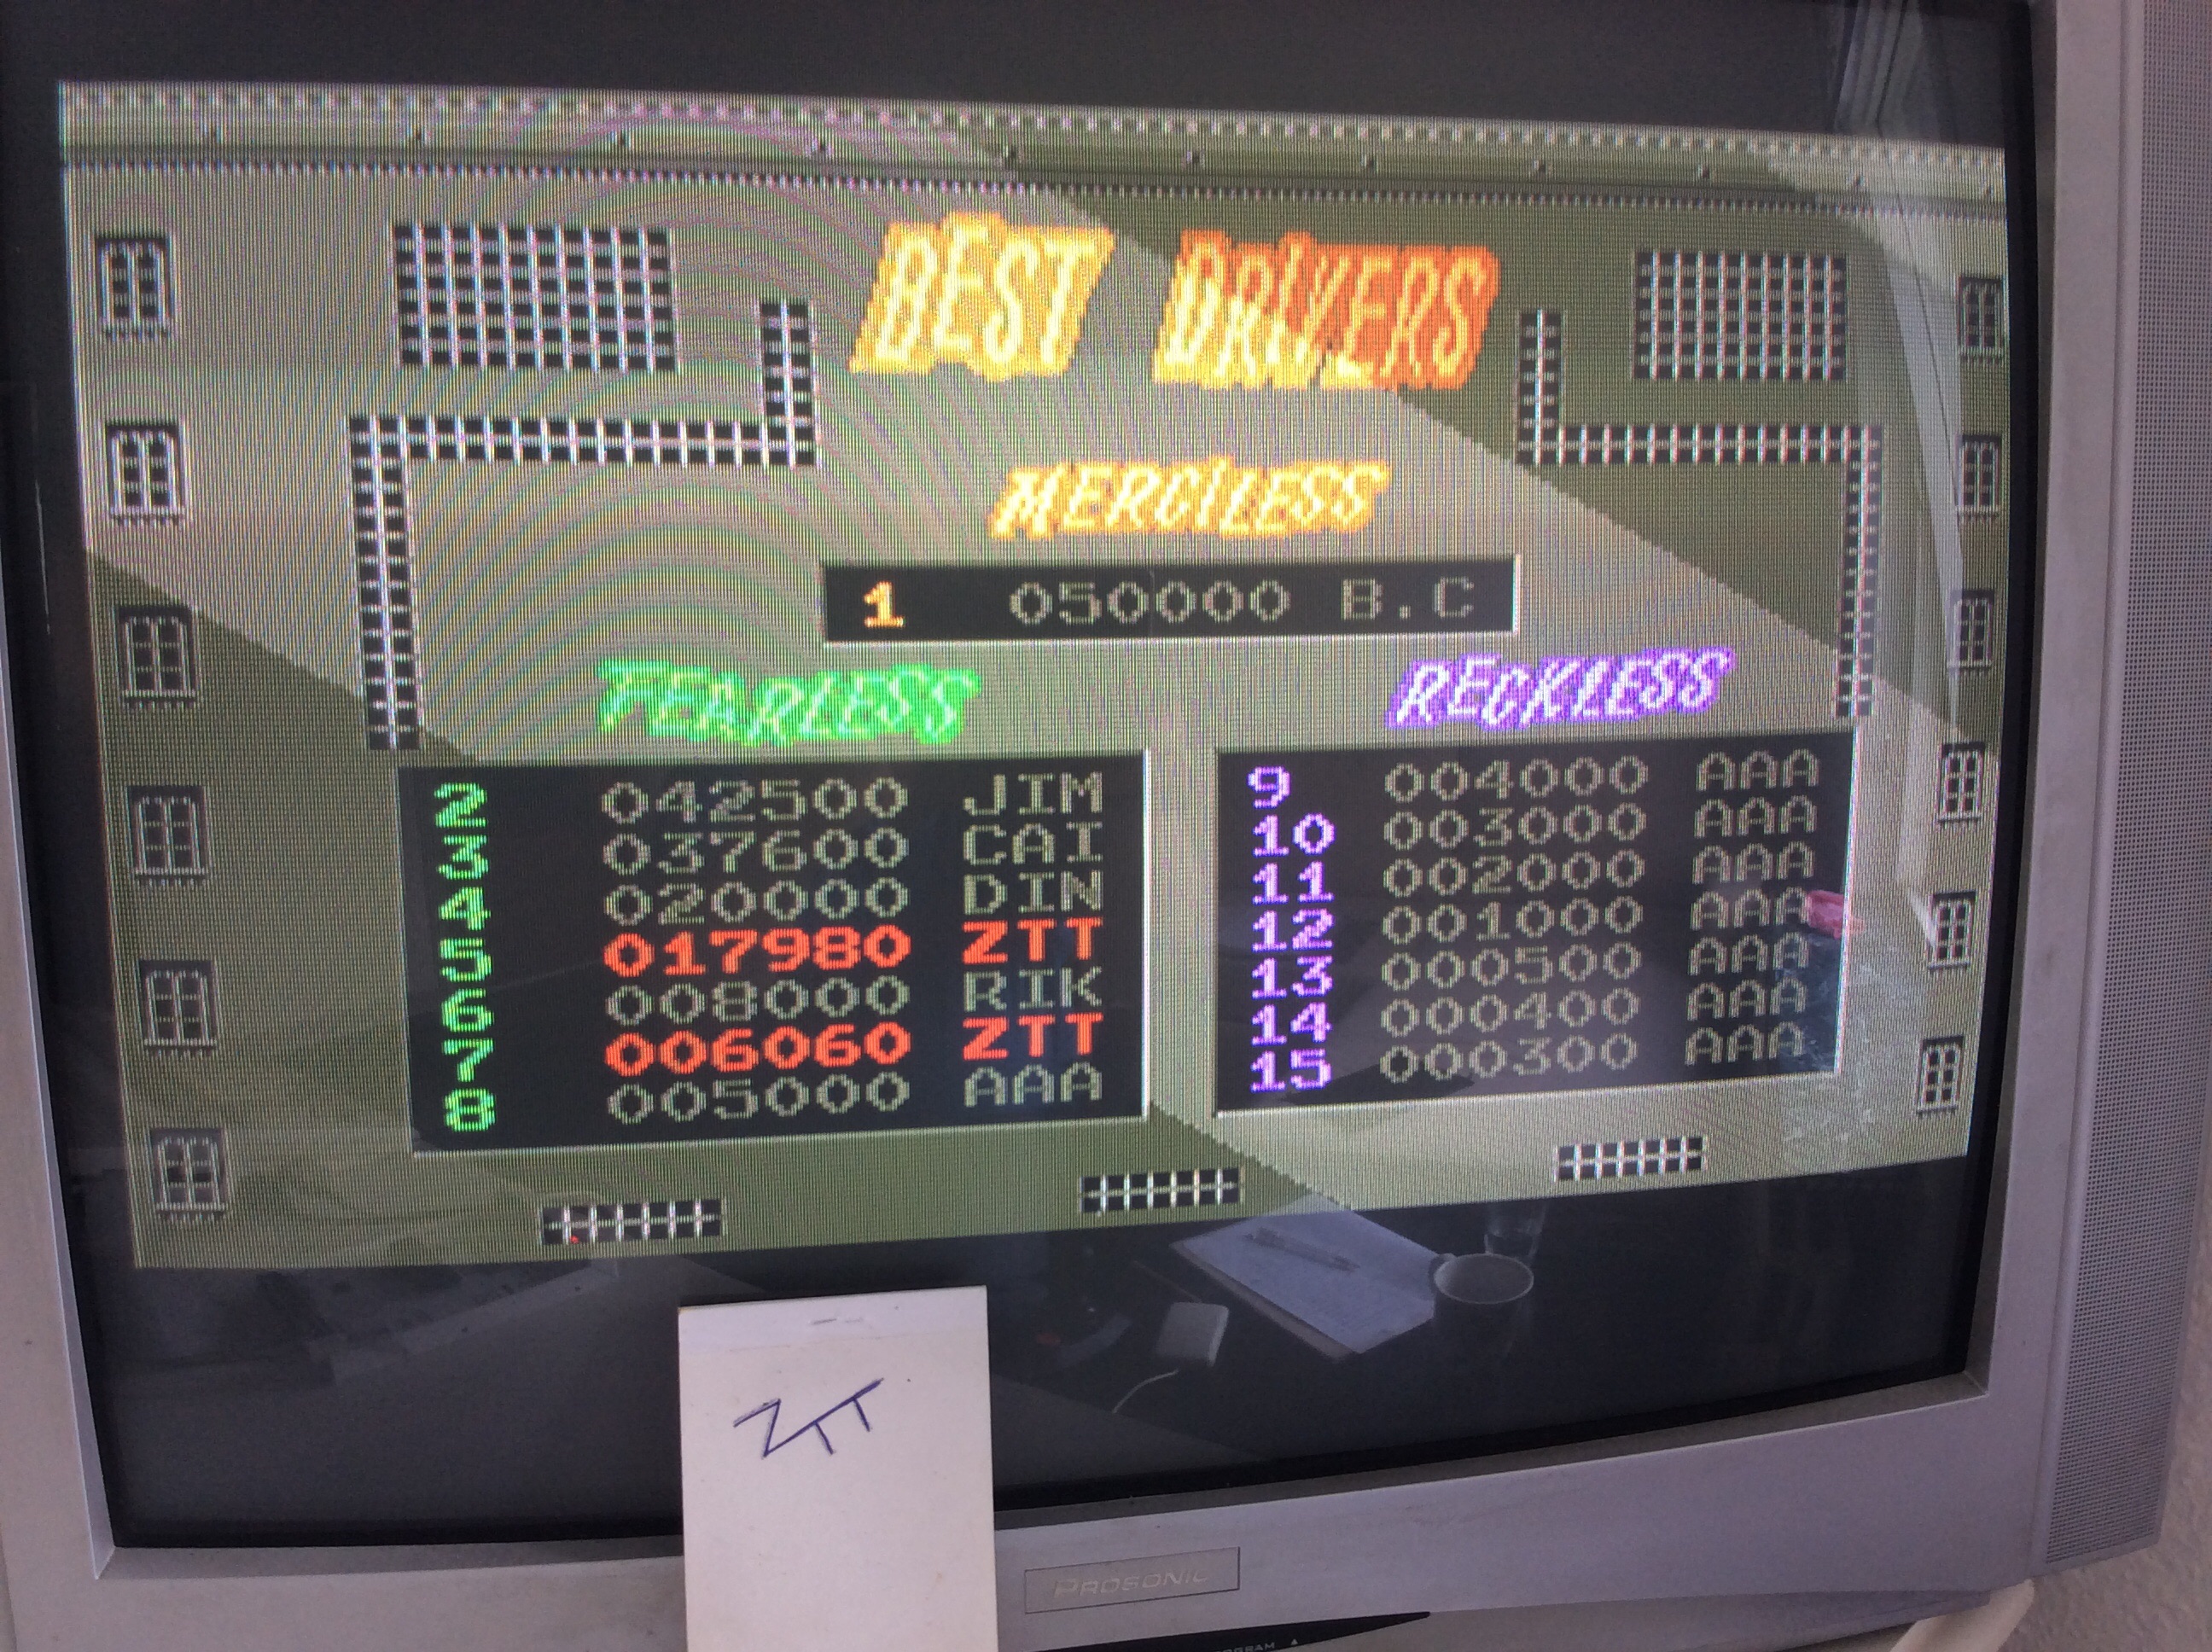 BEST DRIVERS
MERCILESS
1 050000 B.C
FEARLESS
2 042500 JIM
3 037600 CAI
4 020000 DIN
5 017980 ZTT
6 008000 RIK
7 006060 ZTT
8 005000 AAA
RECKLESS
9 004000 AAA
10 003000 AAA
11 002000 AAA
12 001000 AAA
13 000500 AAA
14 000400 AAA
15 000300 AAA
ZTT
PROSONIC